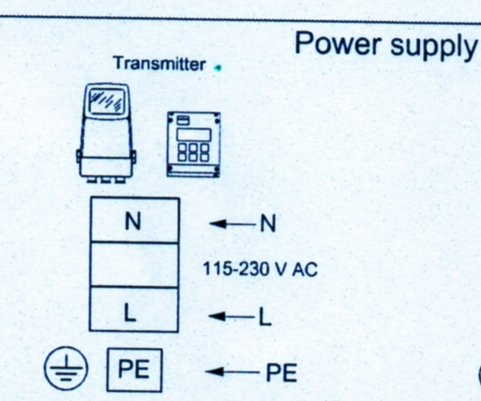 Power supply
Transmitter
N ← N
115-230 V AC
L ← L
PE ← PE